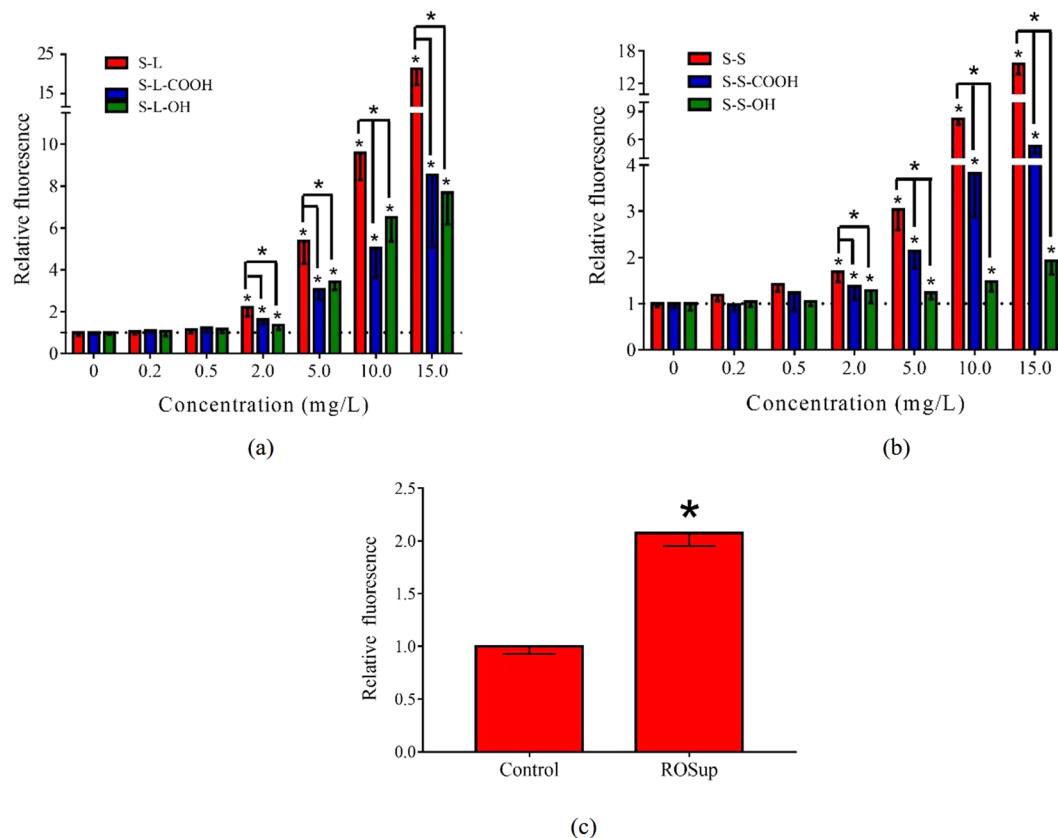 S-L
S-L-COOH
S-L-OH
Relative fluoresence
25
15
10
8
6
4
2
1
0
* * * *
* * *
* * *
* * *
* * *
0 0.2 0.5 2.0 5.0 10.0 15.0
Concentration (mg/L)
(a)
S-S
S-S-COOH
S-S-OH
Relative fluoresence
18
12
9
6
4
3
2
1
0
* * * *
* * * *
* * * *
* * * *
* * * *
0 0.2 0.5 2.0 5.0 10.0 15.0
Concentration (mg/L)
(b)
Relative fluoresence
2.5
2.0
1.5
1.0
0.5
0.0
*
Control ROSup
(c)